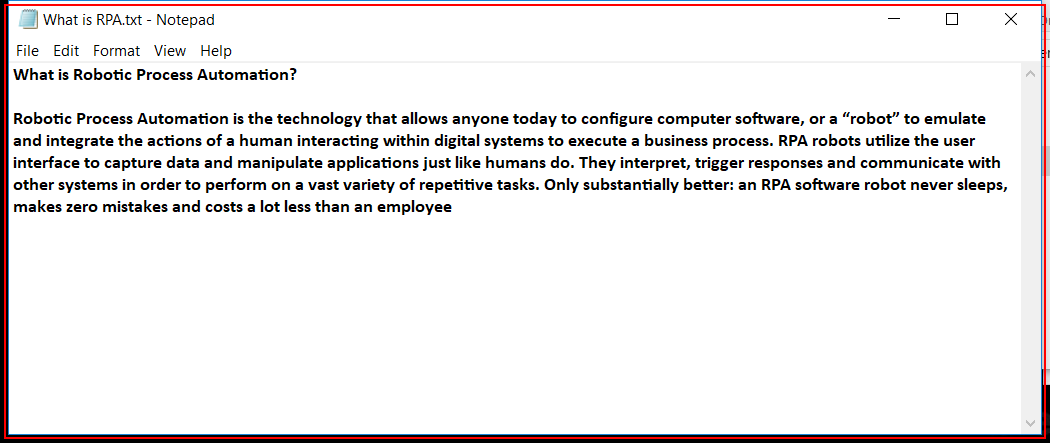 What is RPA.txt - Notepad
File Edit Format View Help
What is Robotic Process Automation?
Robotic Process Automation is the technology that allows anyone today to configure computer software, or a “robot” to emulate
and integrate the actions of a human interacting within digital systems to execute a business process. RPA robots utilize the user
interface to capture data and manipulate applications just like humans do. They interpret, trigger responses and communicate with
other systems in order to perform on a vast variety of repetitive tasks. Only substantially better: an RPA software robot never sleeps,
makes zero mistakes and costs a lot less than an employee